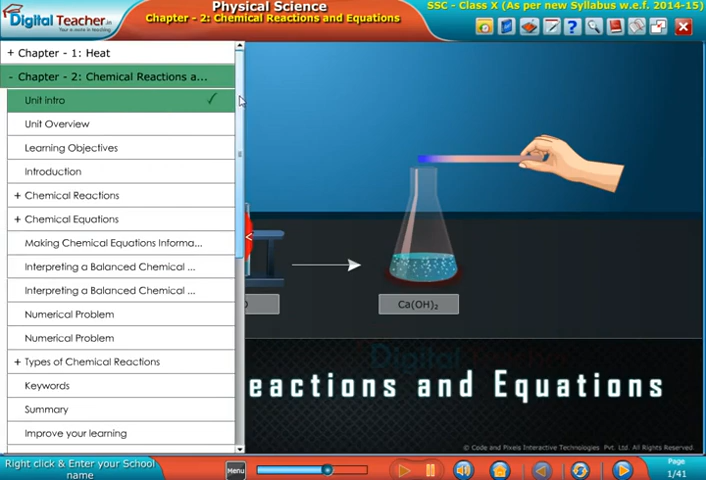 Digital Teacher.in
Your e-mate in teaching
Physical Science
Chapter - 2: Chemical Reactions and Equations
SSC - Class X (As per new Syllabus w.e.f. 2014-15)
+ Chapter - 1: Heat
- Chapter - 2: Chemical Reactions a...
Unit intro ✓
Unit Overview
Learning Objectives
Introduction
+ Chemical Reactions
+ Chemical Equations
Making Chemical Equations Informa...
Interpreting a Balanced Chemical ...
Interpreting a Balanced Chemical ...
Numerical Problem
Numerical Problem
+ Types of Chemical Reactions
Keywords
Summary
Improve your learning
Ca(OH)₂
Digital Teacher
eactions and Equations
© Code and Pixels Interactive Technologies Pvt. Ltd. All Rights Reserved.
Right click & Enter your School
name
Menu
Page
1/41